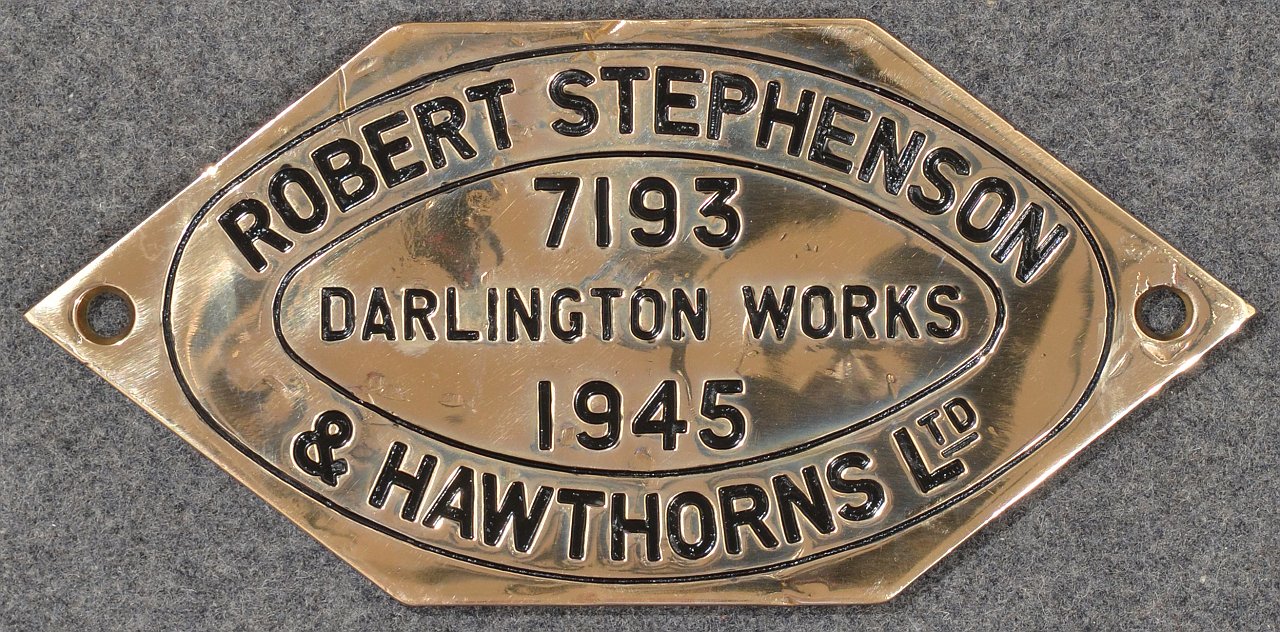 ROBERT STEPHENSON
7193
DARLINGTON WORKS
1945
& HAWTHORNS LTD